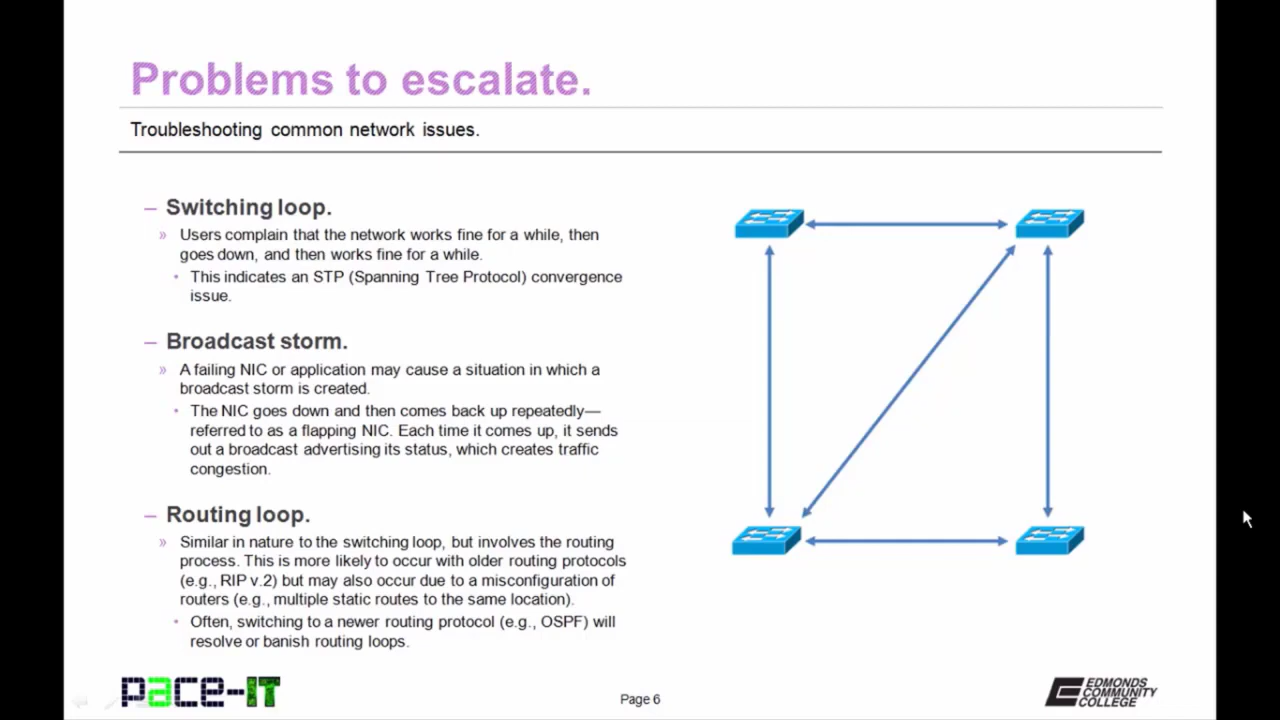 Problems to escalate.
Troubleshooting common network issues.
– Switching loop.
» Users complain that the network works fine for a while, then
goes down, and then works fine for a while.
• This indicates an STP (Spanning Tree Protocol) convergence
issue.
– Broadcast storm.
» A failing NIC or application may cause a situation in which a
broadcast storm is created.
• The NIC goes down and then comes back up repeatedly—
referred to as a flapping NIC. Each time it comes up, it sends
out a broadcast advertising its status, which creates traffic
congestion.
– Routing loop.
» Similar in nature to the switching loop, but involves the routing
process. This is more likely to occur with older routing protocols
(e.g., RIP v.2) but may also occur due to a misconfiguration of
routers (e.g., multiple static routes to the same location).
• Often, switching to a newer routing protocol (e.g., OSPF) will
resolve or banish routing loops.
pace-IT
Page 6
EDMONDS
COMMUNITY
COLLEGE